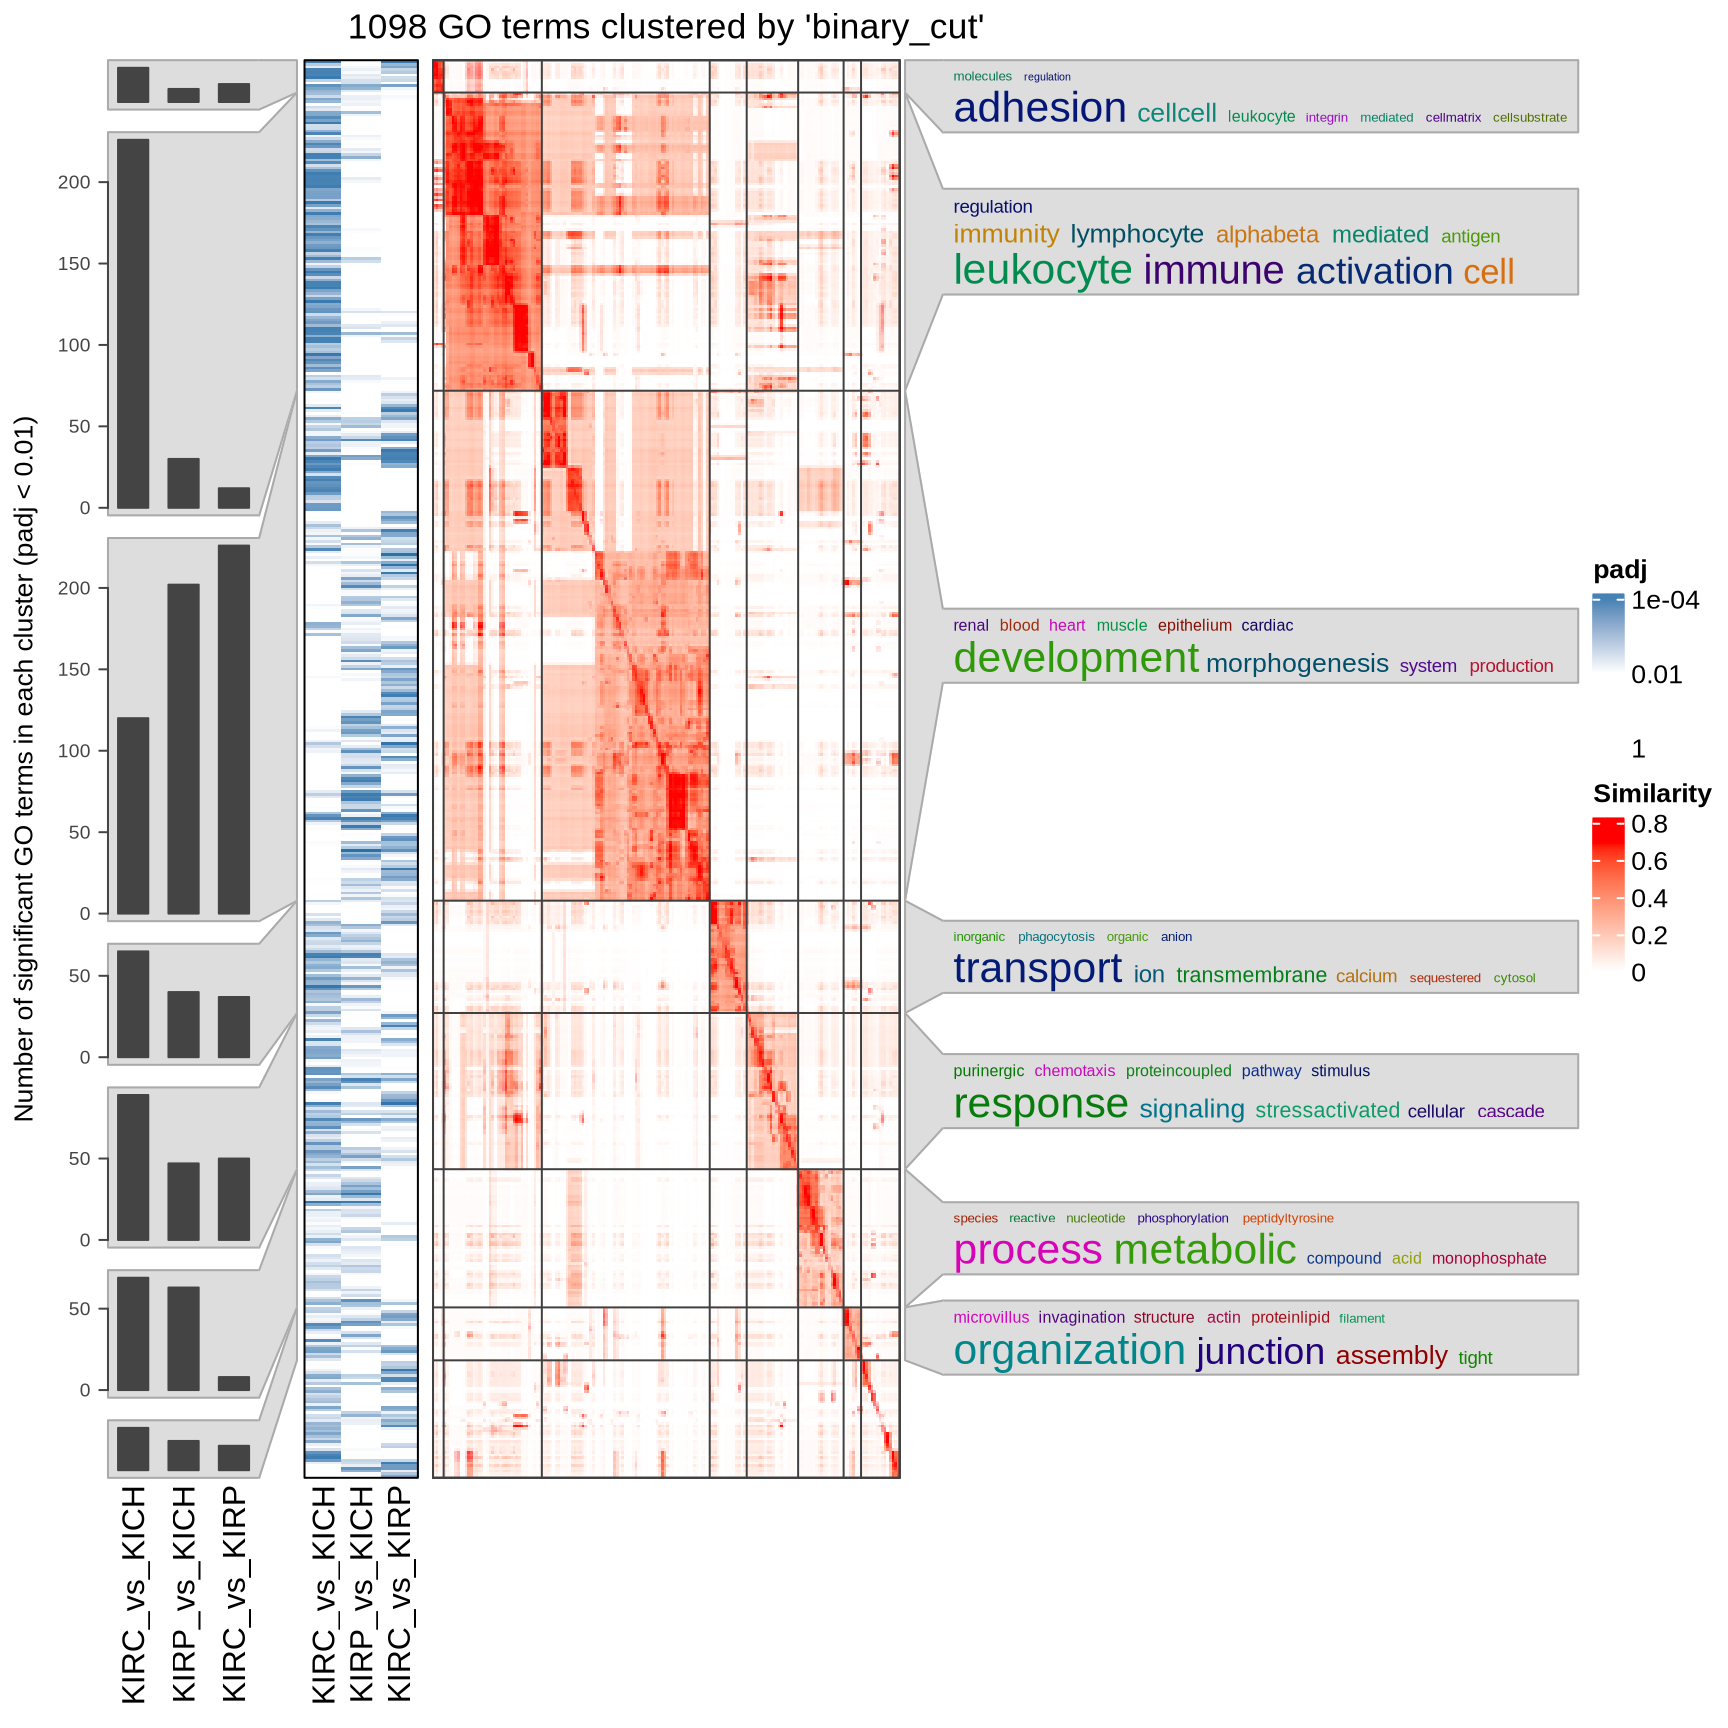 1098 GO terms clustered by 'binary_cut'
Number of significant GO terms in each cluster (padj < 0.01)
200
150
100
50
0
200
150
100
50
0
50
0
50
0
50
0
KIRC_vs_KICH
KIRP_vs_KICH
KIRC_vs_KIRP
KIRC_vs_KICH
KIRP_vs_KICH
KIRC_vs_KIRP
molecules regulation
adhesion cellcell leukocyte integrin mediated cellmatrix cellsubstrate
regulation
immunity lymphocyte alphabeta mediated antigen
leukocyte immune activation cell
renal blood heart muscle epithelium cardiac
development morphogenesis system production
inorganic phagocytosis organic anion
transport ion transmembrane calcium sequestered cytosol
purinergic chemotaxis proteincoupled pathway stimulus
response signaling stressactivated cellular cascade
species reactive nucleotide phosphorylation peptidyltyrosine
process metabolic compound acid monophosphate
microvillus invagination structure actin proteinlipid filament
organization junction assembly tight
padj
1e-04
0.01
1
Similarity
0.8
0.6
0.4
0.2
0